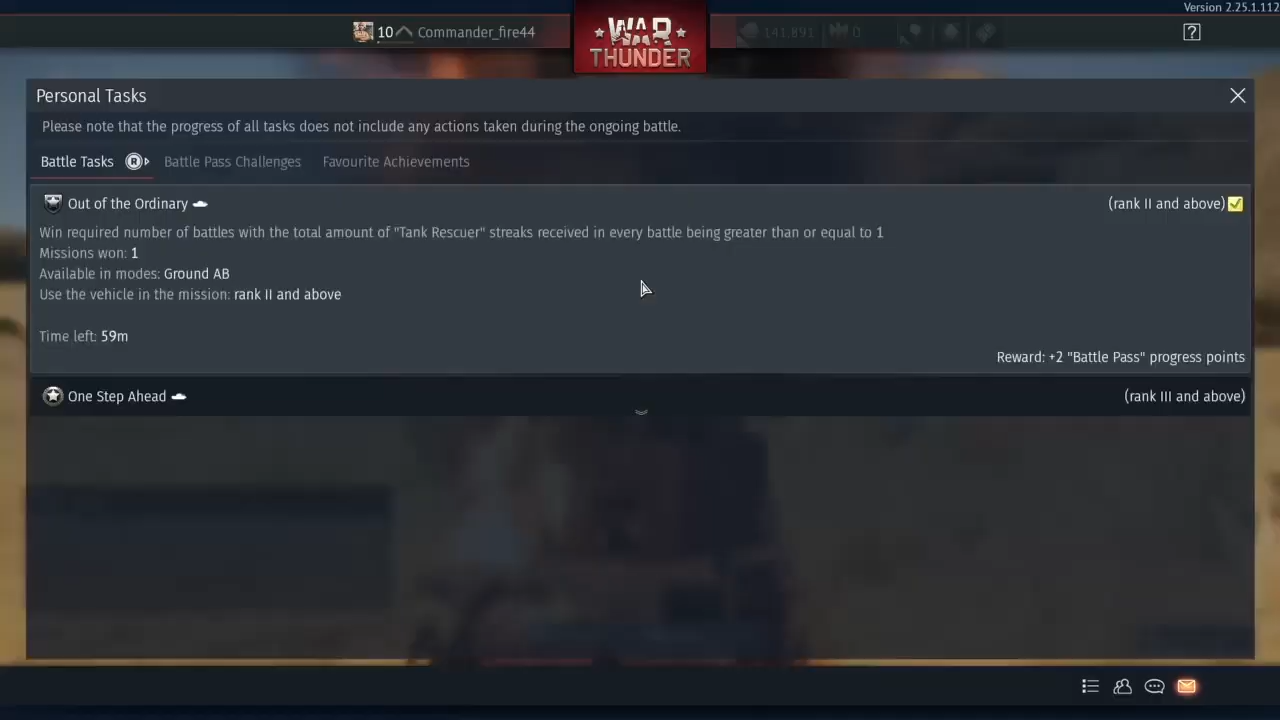 Version 2.25.1.112
10 Commander_fire44
WAR
THUNDER
141,891
0
?
Personal Tasks
Please note that the progress of all tasks does not include any actions taken during the ongoing battle.
Battle Tasks R Battle Pass Challenges Favourite Achievements
Out of the Ordinary (rank II and above)
Win required number of battles with the total amount of "Tank Rescuer" streaks received in every battle being greater than or equal to 1
Missions won: 1
Available in modes: Ground AB
Use the vehicle in the mission: rank II and above
Time left: 59m
Reward: +2 "Battle Pass" progress points
One Step Ahead (rank III and above)